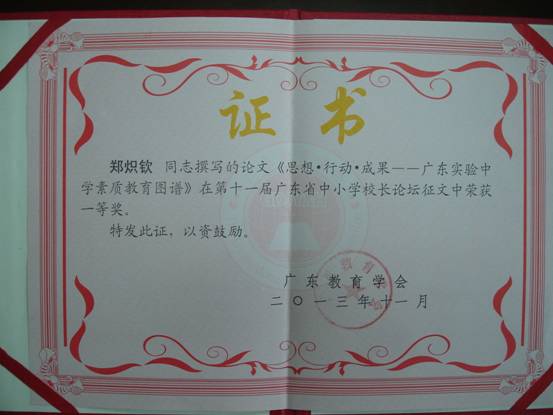 证书
郑炽钦 同志撰写的论文《思想•行动•成果——广东实验中
学素质教育图谱》在第十一届广东省中小学校长论坛征文中荣获
一等奖。
特发此证，以资鼓励。
广东教育学会
二〇一三年十一月